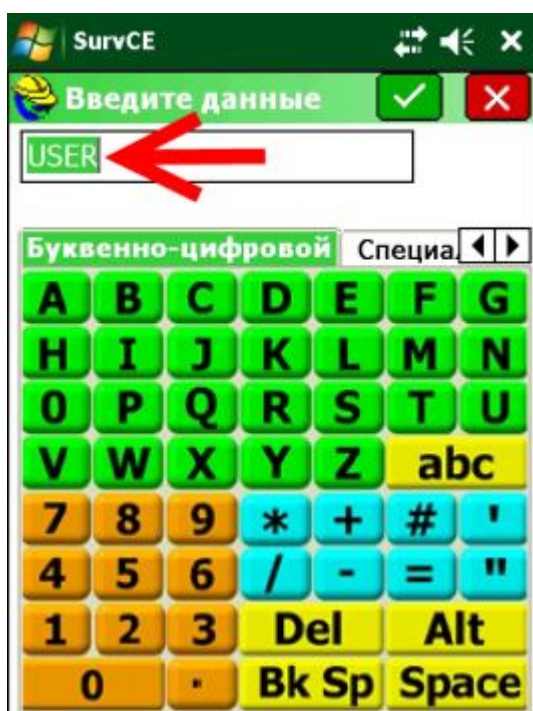 SurvCE
Введите данные
USER
Буквенно-цифровой Специа.
A B C D E F G
H I J K L M N
O P Q R S T U
V W X Y Z abc
7 8 9 * + # '
4 5 6 / - = "
1 2 3 Del Alt
0 . Bk Sp Space